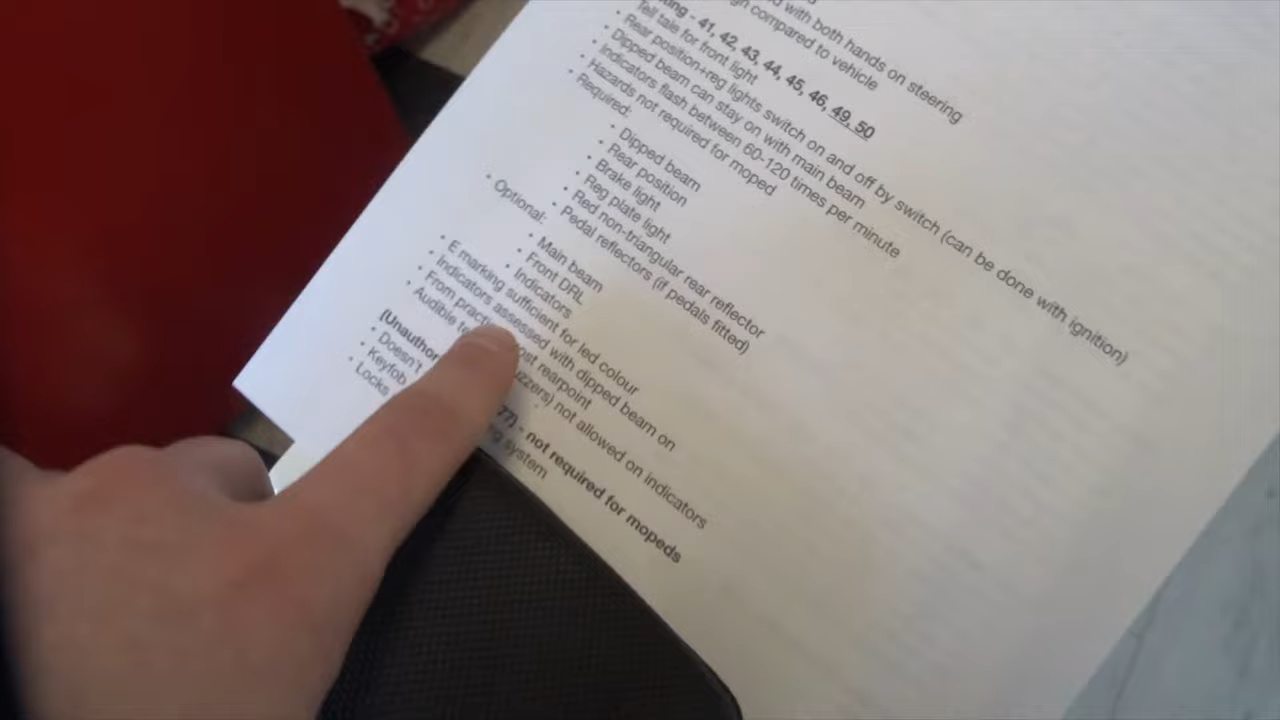 d with both hands on steering
gh compared to vehicle
ting - 41, 42, 43, 44, 45, 46, 49, 50
• Tell tale for front light
• Rear position+reg lights switch on and off by switch (can be done with ignition)
• Dipped beam can stay on with main beam
• Indicators flash between 60-120 times per minute
• Hazards not required for moped
• Required:
• Dipped beam
• Rear position
• Brake light
• Reg plate light
• Red non-triangular rear reflector
• Pedal reflectors (if pedals fitted)
• Optional:
• Main beam
• Front DRL
• Indicators
• E marking sufficient for led colour
• Indicators assessed with dipped beam on
• From practi ost rearpoint
• Audible te uzzers) not allowed on indicators
(Unauthor 77) - not required for mopeds
• Doesn't ng system
• Keyfob
• Locks